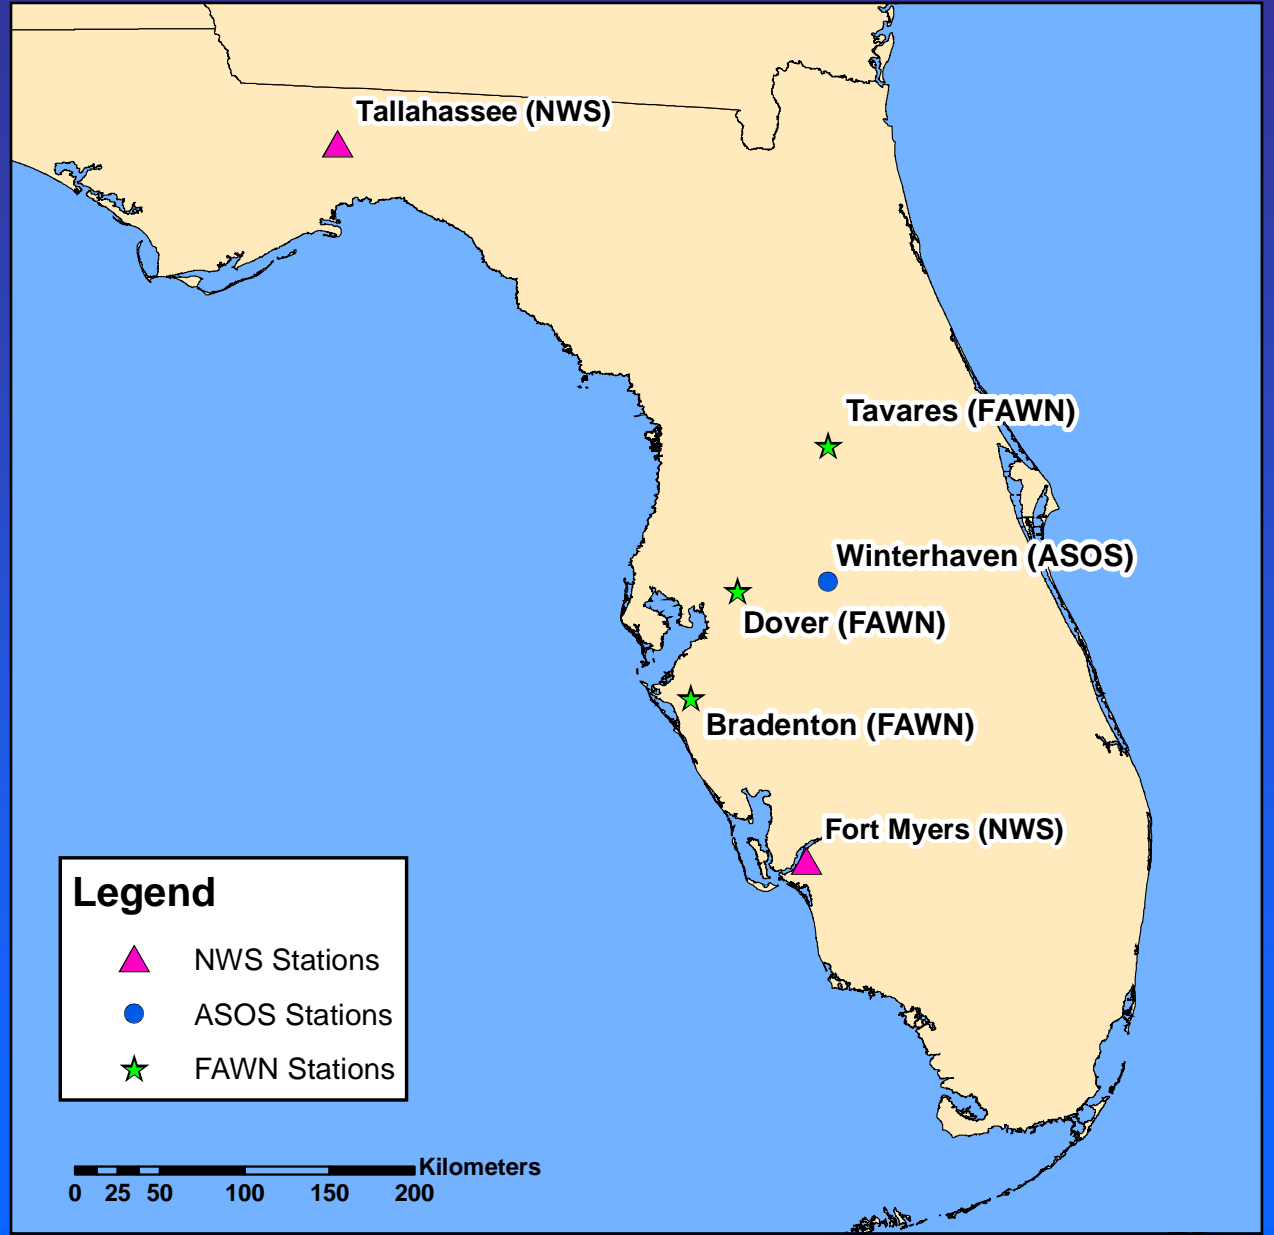 Tallahassee (NWS)
Tavares (FAWN)
Winterhaven (ASOS)
Dover (FAWN)
Bradenton (FAWN)
Fort Myers (NWS)
Legend
NWS Stations
ASOS Stations
FAWN Stations
Kilometers
0 25 50 100 150 200